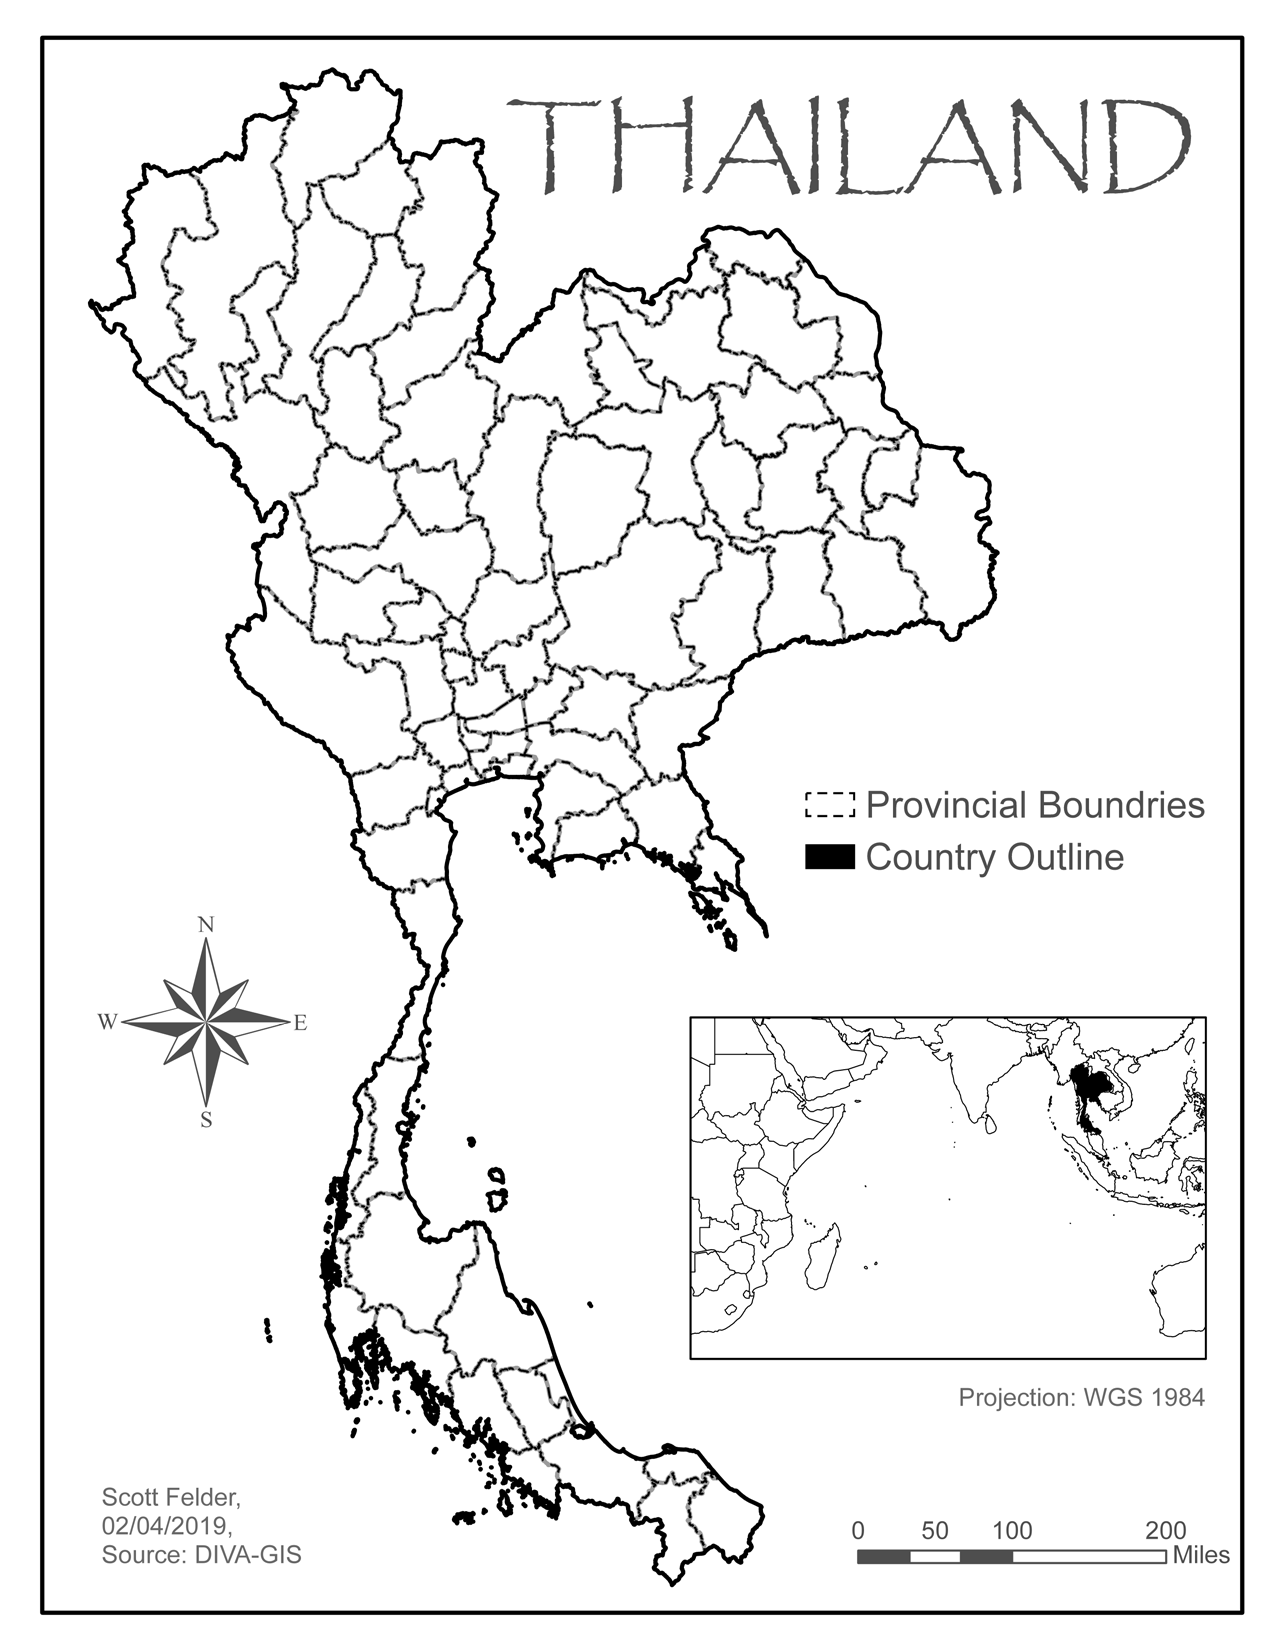 THAILAND
Provincial Boundries
Country Outline
N
W
E
S
Projection: WGS 1984
Scott Felder,
02/04/2019,
Source: DIVA-GIS
0 50 100 200
Miles